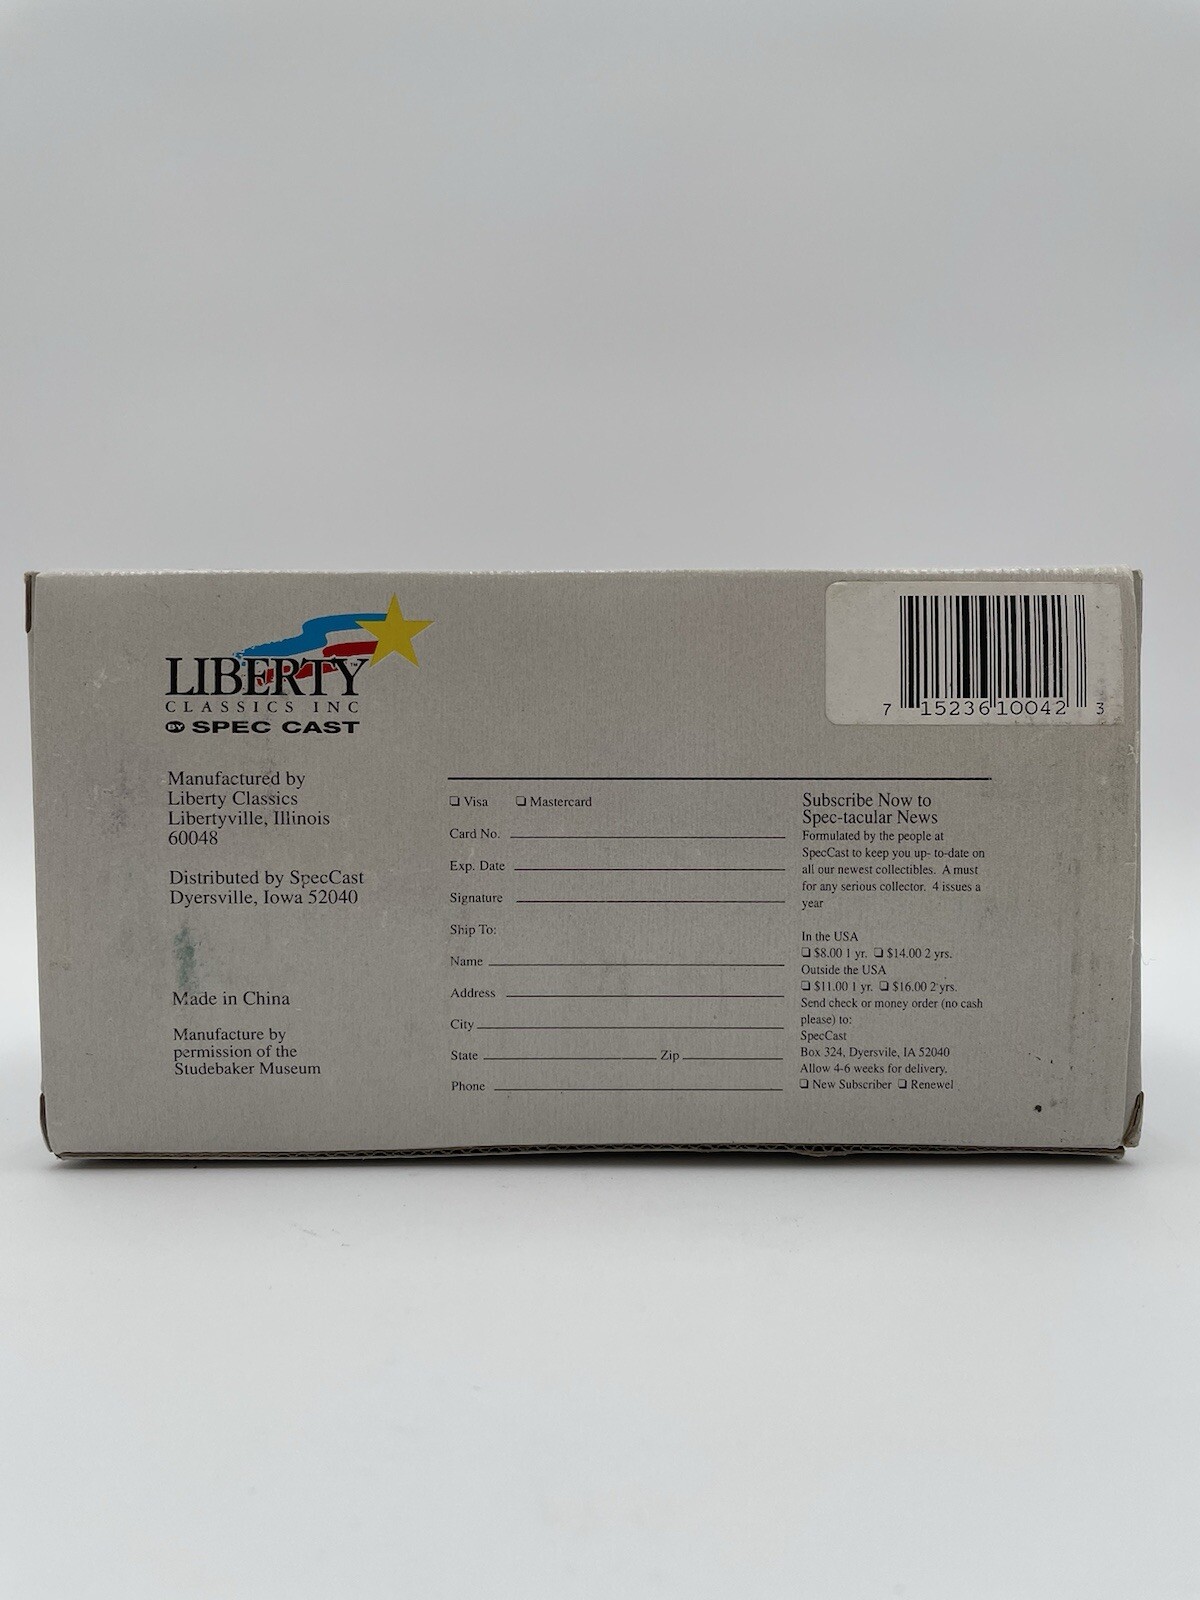 LIBERTY™
CLASSICS INC
BY SPEC CAST
7 15236 10042 3
Manufactured by
Liberty Classics
Libertyville, Illinois
60048
Distributed by SpecCast
Dyersville, Iowa 52040
Made in China
Manufacture by
permission of the
Studebaker Museum
❏ Visa ❏ Mastercard
Card No.
Exp. Date
Signature
Ship To:
Name
Address
City
State Zip
Phone
Subscribe Now to
Spec-tacular News
Formulated by the people at
SpecCast to keep you up- to-date on
all our newest collectibles. A must
for any serious collector. 4 issues a
year
In the USA
❏ $8.00 1 yr. ❏ $14.00 2 yrs.
Outside the USA
❏ $11.00 1 yr. ❏ $16.00 2 yrs.
Send check or money order (no cash
please) to:
SpecCast
Box 324, Dyersvile, IA 52040
Allow 4-6 weeks for delivery.
❏ New Subscriber ❏ Renewel